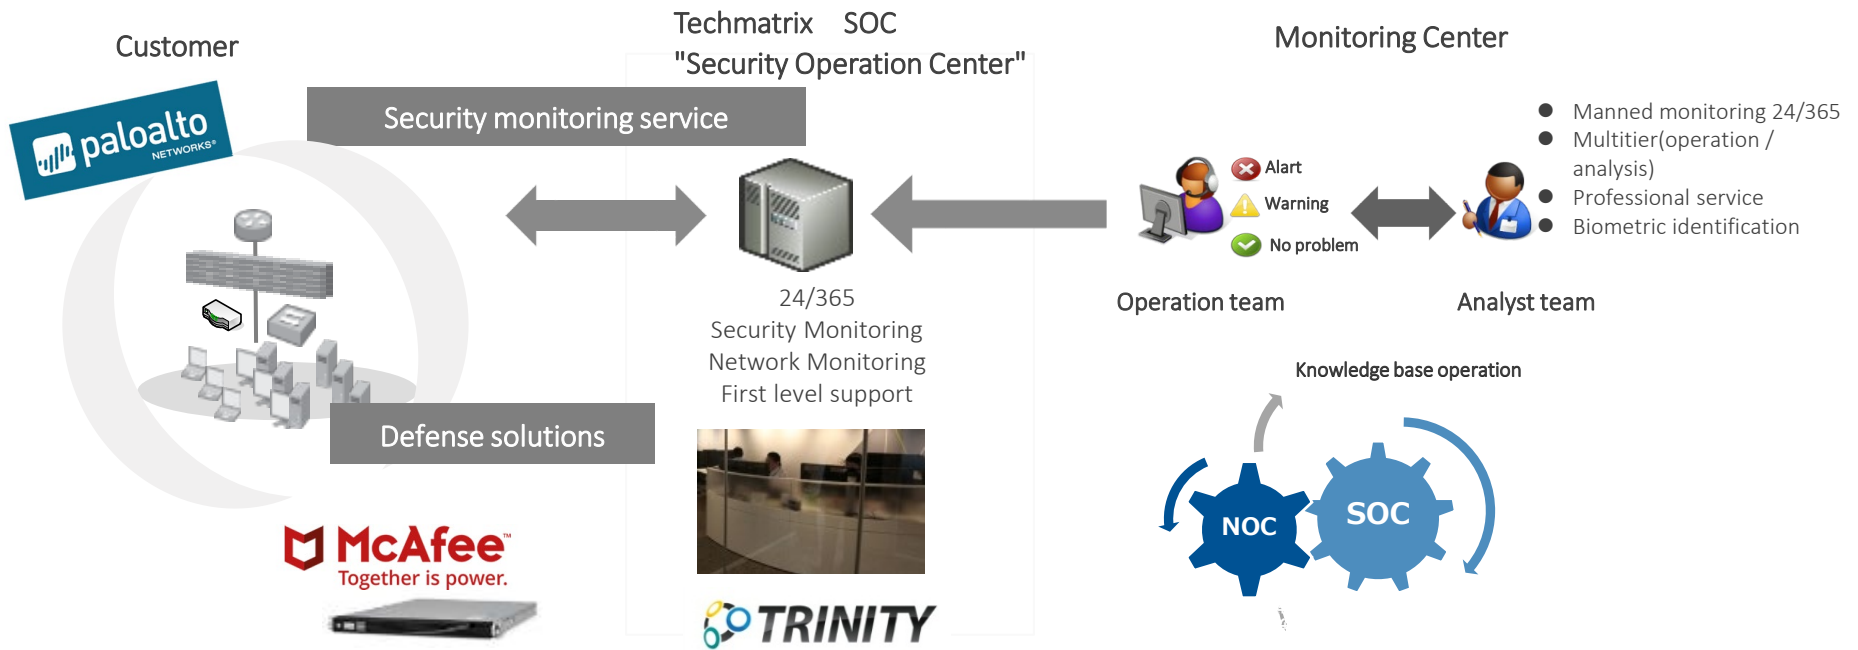 Customer
Techmatrix SOC
"Security Operation Center"
Monitoring Center
paloalto
NETWORKS®
Security monitoring service
Manned monitoring 24/365
Multitier(operation /
analysis)
Professional service
Biometric identification
Alart
Warning
No problem
24/365
Security Monitoring
Network Monitoring
First level support
Operation team
Analyst team
Knowledge base operation
Defense solutions
NOC
SOC
McAfee™
Together is power.
TRINITY